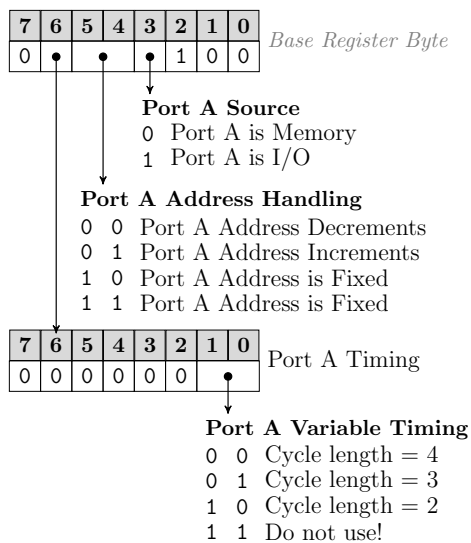 7 6 5 4 3 2 1 0
Base Register Byte
0 1 0 0
Port A Source
0 Port A is Memory
1 Port A is I/O
Port A Address Handling
0 0 Port A Address Decrements
0 1 Port A Address Increments
1 0 Port A Address is Fixed
1 1 Port A Address is Fixed
7 6 5 4 3 2 1 0
Port A Timing
0 0 0 0 0 0
Port A Variable Timing
0 0 Cycle length = 4
0 1 Cycle length = 3
1 0 Cycle length = 2
1 1 Do not use!